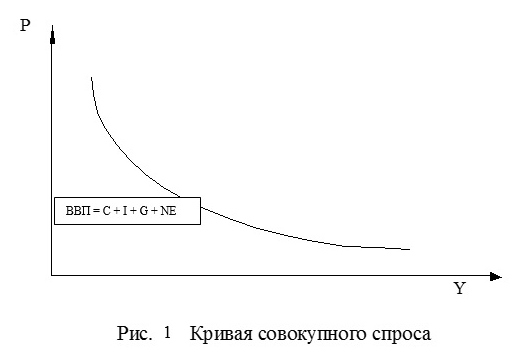 P
ВВП = C + I + G + NE
Y
Рис. 1 Кривая совокупного спроса